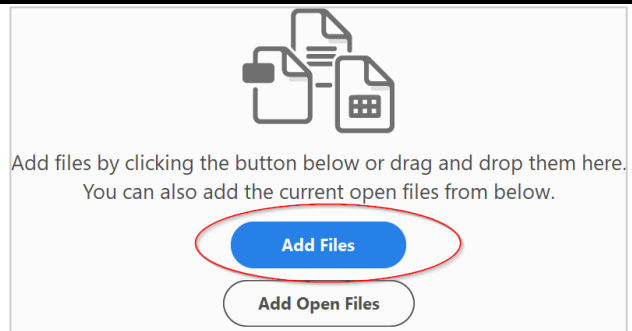 Add files by clicking the button below or drag and drop them here.
You can also add the current open files from below.
Add Files
Add Open Files